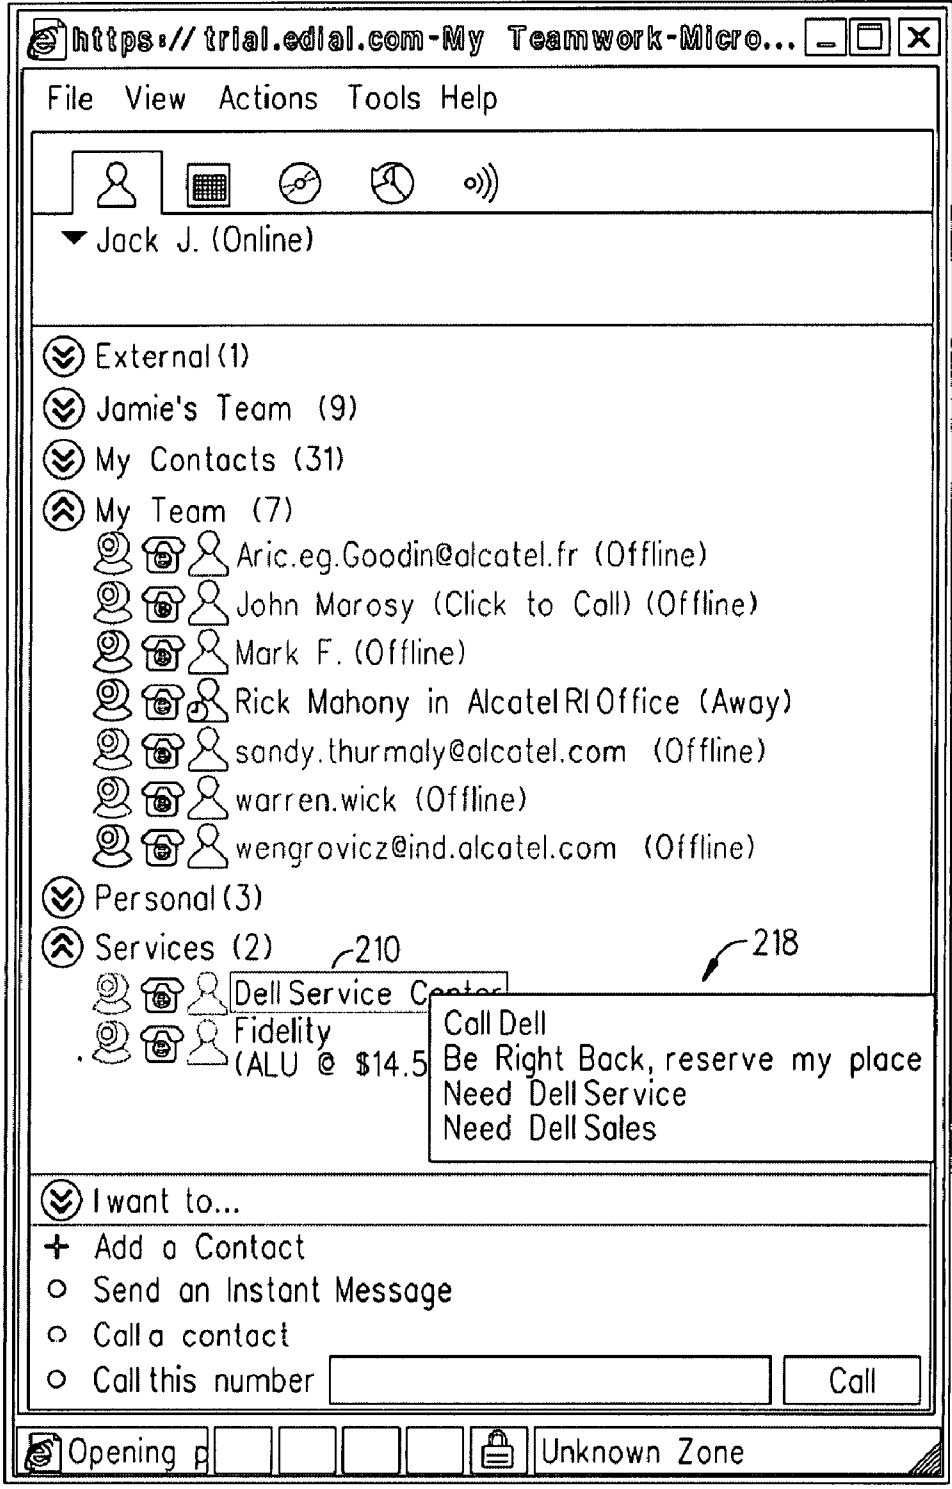 https://trial.edial.com-My Teamwork-Micro...
File View Actions Tools Help
Jack J. (Online)
External (1)
Jamie's Team (9)
My Contacts (31)
My Team (7)
Aric.eg.Goodin@alcatel.fr (Offline)
John Marosy (Click to Call) (Offline)
Mark F. (Offline)
Rick Mahony in Alcatel RI Office (Away)
sandy.thurmaly@alcatel.com (Offline)
warren.wick (Offline)
wengrovicz@ind.alcatel.com (Offline)
Personal (3)
Services (2)
210
218
Dell Service Center
Fidelity
(ALU @ $14.5
Call Dell
Be Right Back, reserve my place
Need Dell Service
Need Dell Sales
I want to...
Add a Contact
Send an Instant Message
Call a contact
Call this number
Call
Opening p
Unknown Zone